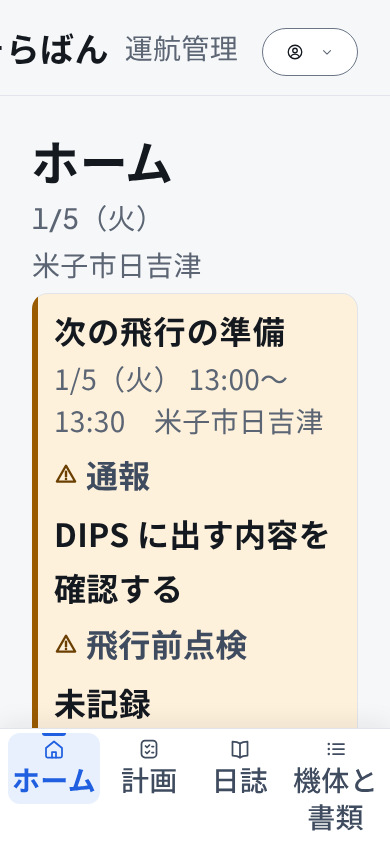 らばん 運航管理
ホーム
1/5（火）
米子市日吉津
次の飛行の準備
1/5（火） 13:00〜
13:30　米子市日吉津
通報
DIPS に出す内容を
確認する
飛行前点検
未記録
ホーム
計画
日誌
機体と
書類